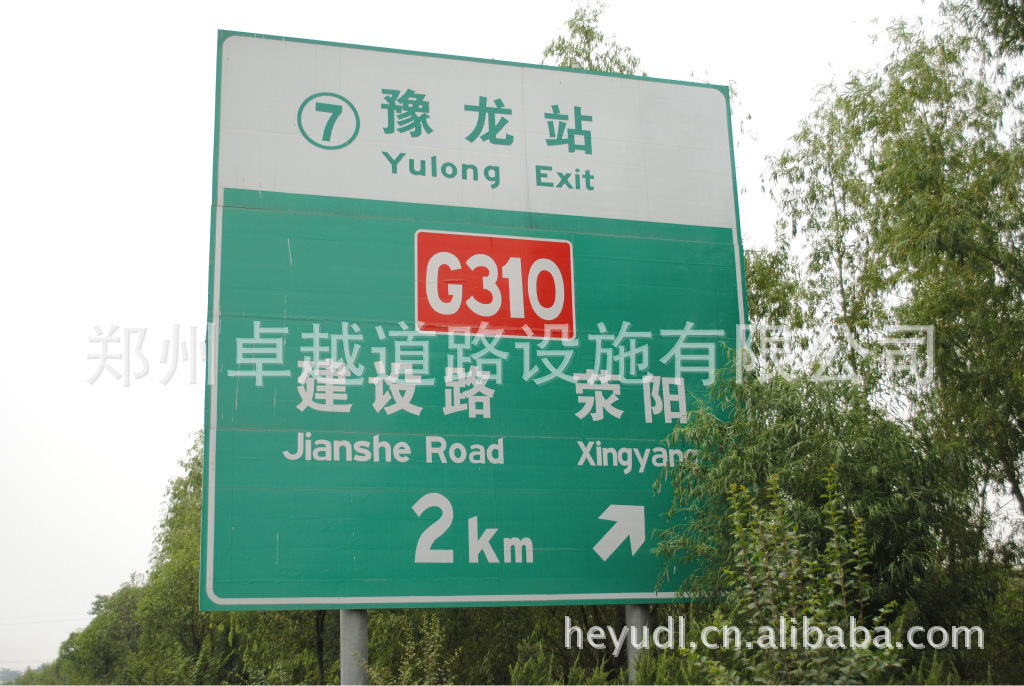 7 豫龙站
Yulong Exit
G310
郑州卓越道路设施有限公司
建设路 荥阳
Jianshe Road Xingyang
2km
heyudl.cn.alibaba.com